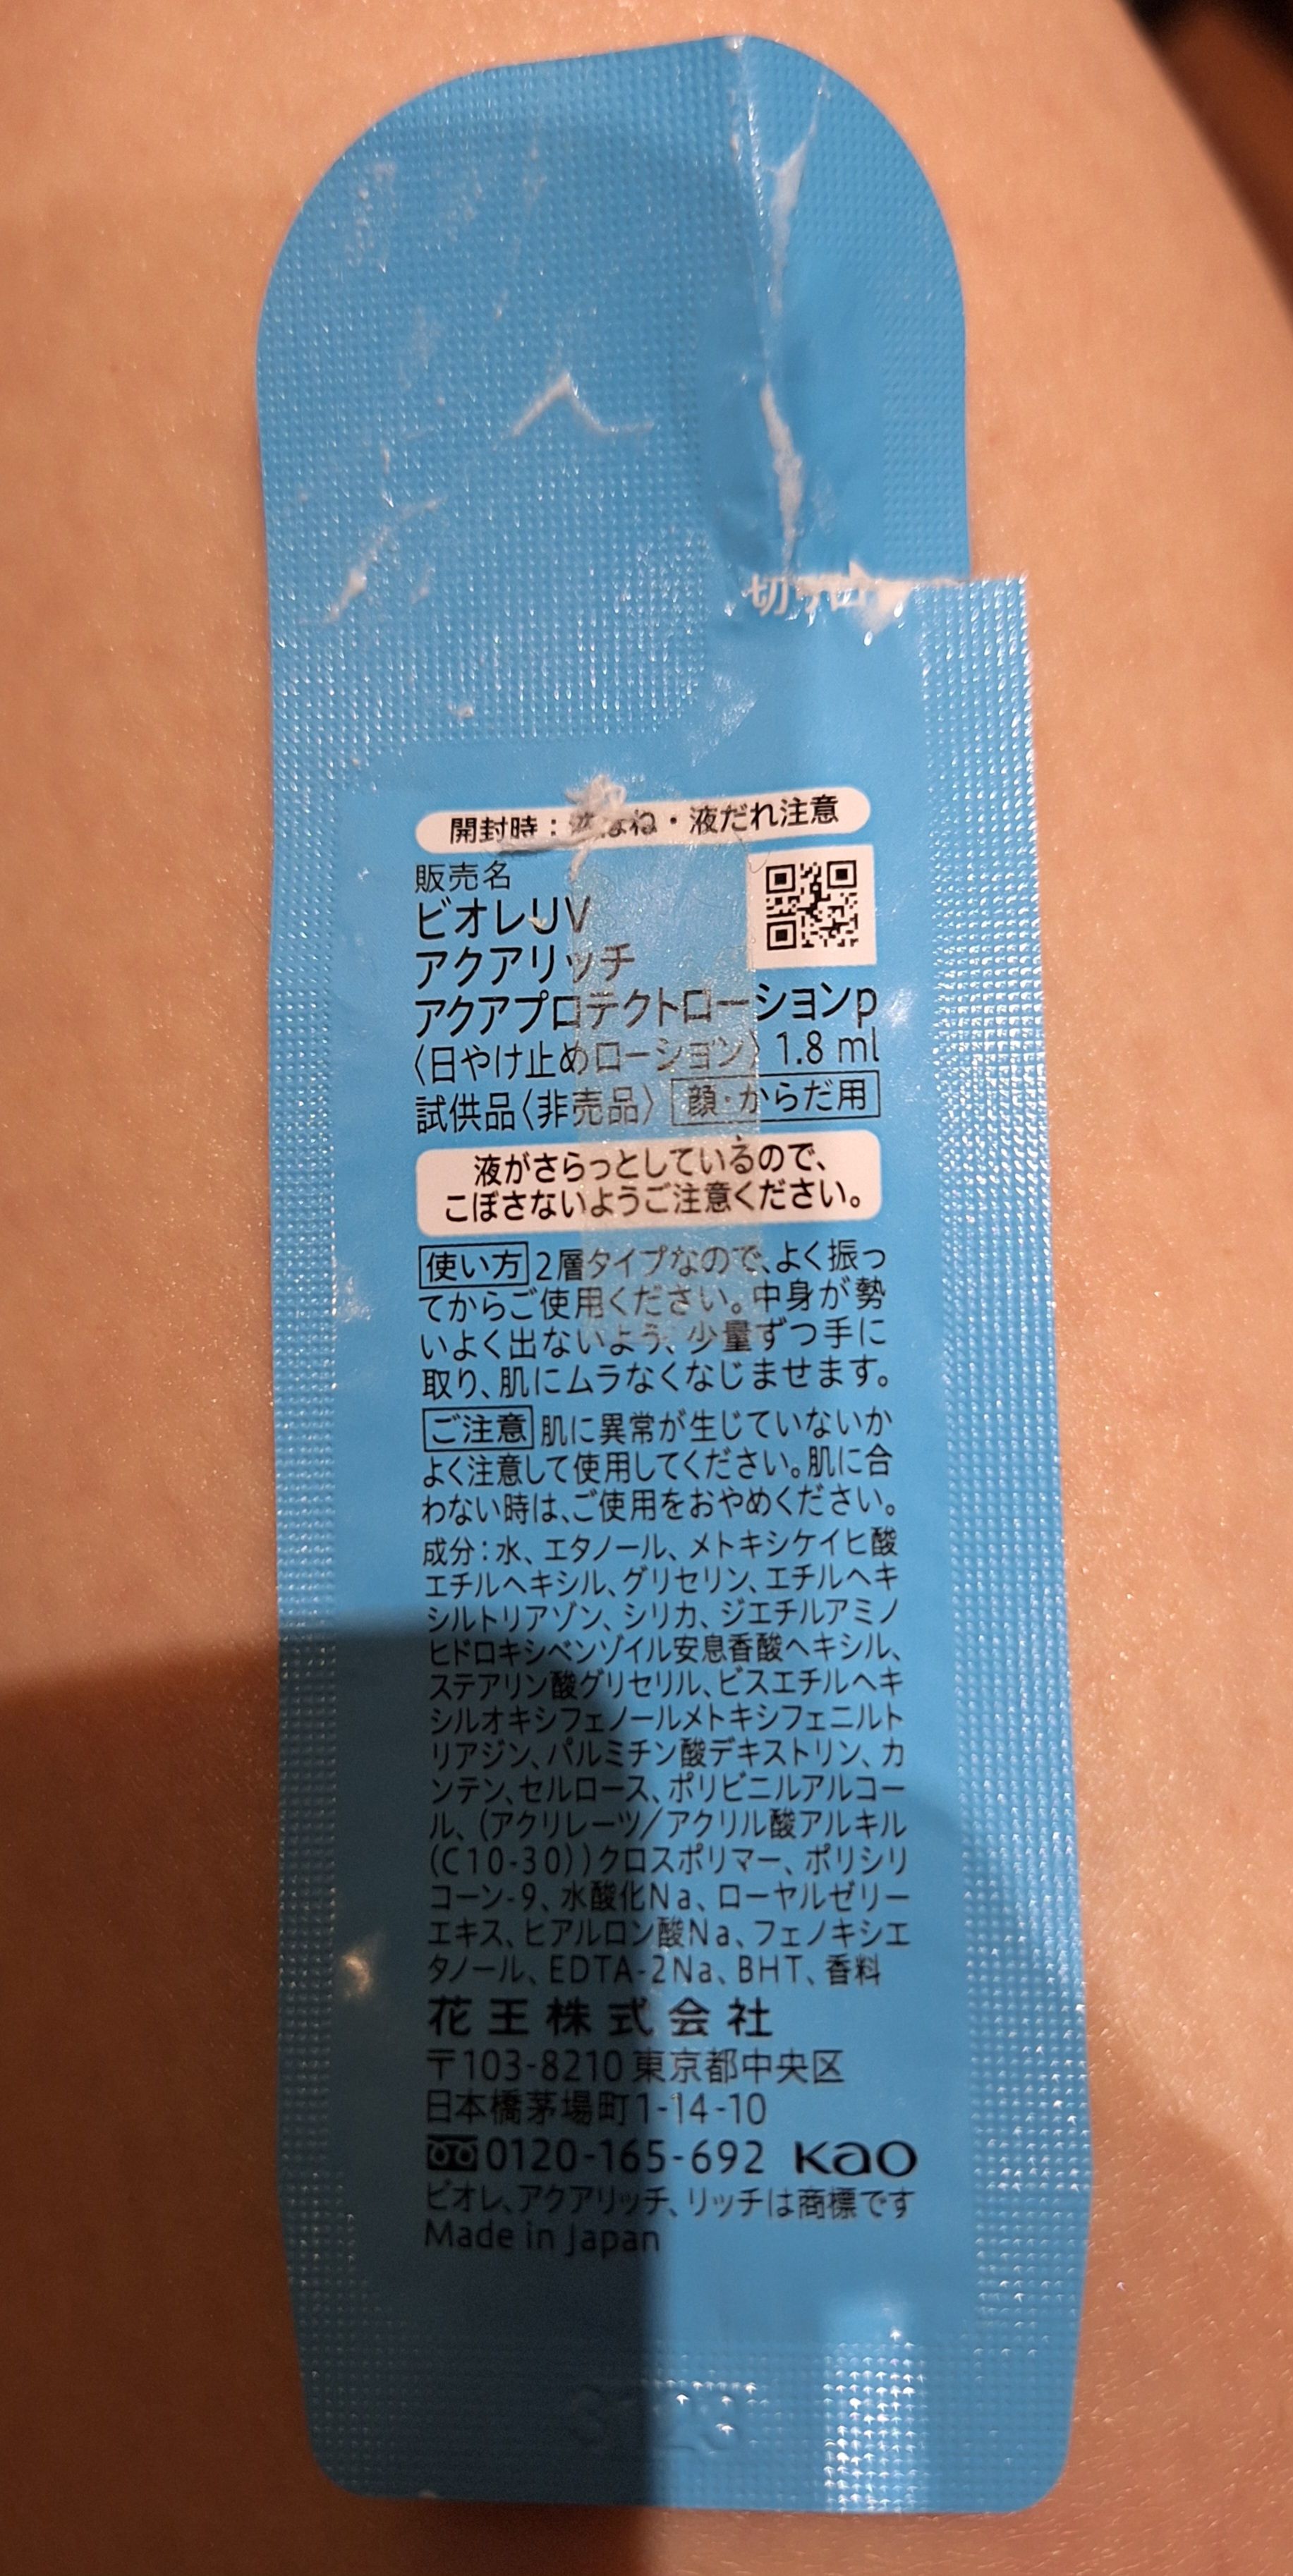 切り口
開封時：液はね・液だれ注意
販売名
ビオレUV
アクアリッチ
アクアプロテクトローションp
〈日やけ止めローション〉1.8 ml
試供品〈非売品〉 顔・からだ用
液がさらっとしているので、
こぼさないようご注意ください。
使い方 2層タイプなので、よく振っ
てからご使用ください。中身が勢
いよく出ないよう、少量ずつ手に
取り、肌にムラなくなじませます。
ご注意 肌に異常が生じていないか
よく注意して使用してください。肌に合
わない時は、ご使用をおやめください。
成分：水、エタノール、メトキシケイヒ酸
エチルヘキシル、グリセリン、エチルヘキ
シルトリアゾン、シリカ、ジエチルアミノ
ヒドロキシベンゾイル安息香酸ヘキシル、
ステアリン酸グリセリル、ビスエチルヘキ
シルオキシフェノールメトキシフェニルト
リアジン、パルミチン酸デキストリン、カ
ンテン、セルロース、ポリビニルアルコー
ル、(アクリレーツ/アクリル酸アルキル
(C10-30))クロスポリマー、ポリシリ
コーン-9、水酸化Na、ローヤルゼリー
エキス、ヒアルロン酸Na、フェノキシエ
タノール、EDTA-2Na、BHT、香料
花王株式会社
〒103-8210 東京都中央区
日本橋茅場町1-14-10
0120-165-692 Kao
ビオレ、アクアリッチ、リッチは商標です
Made in Japan